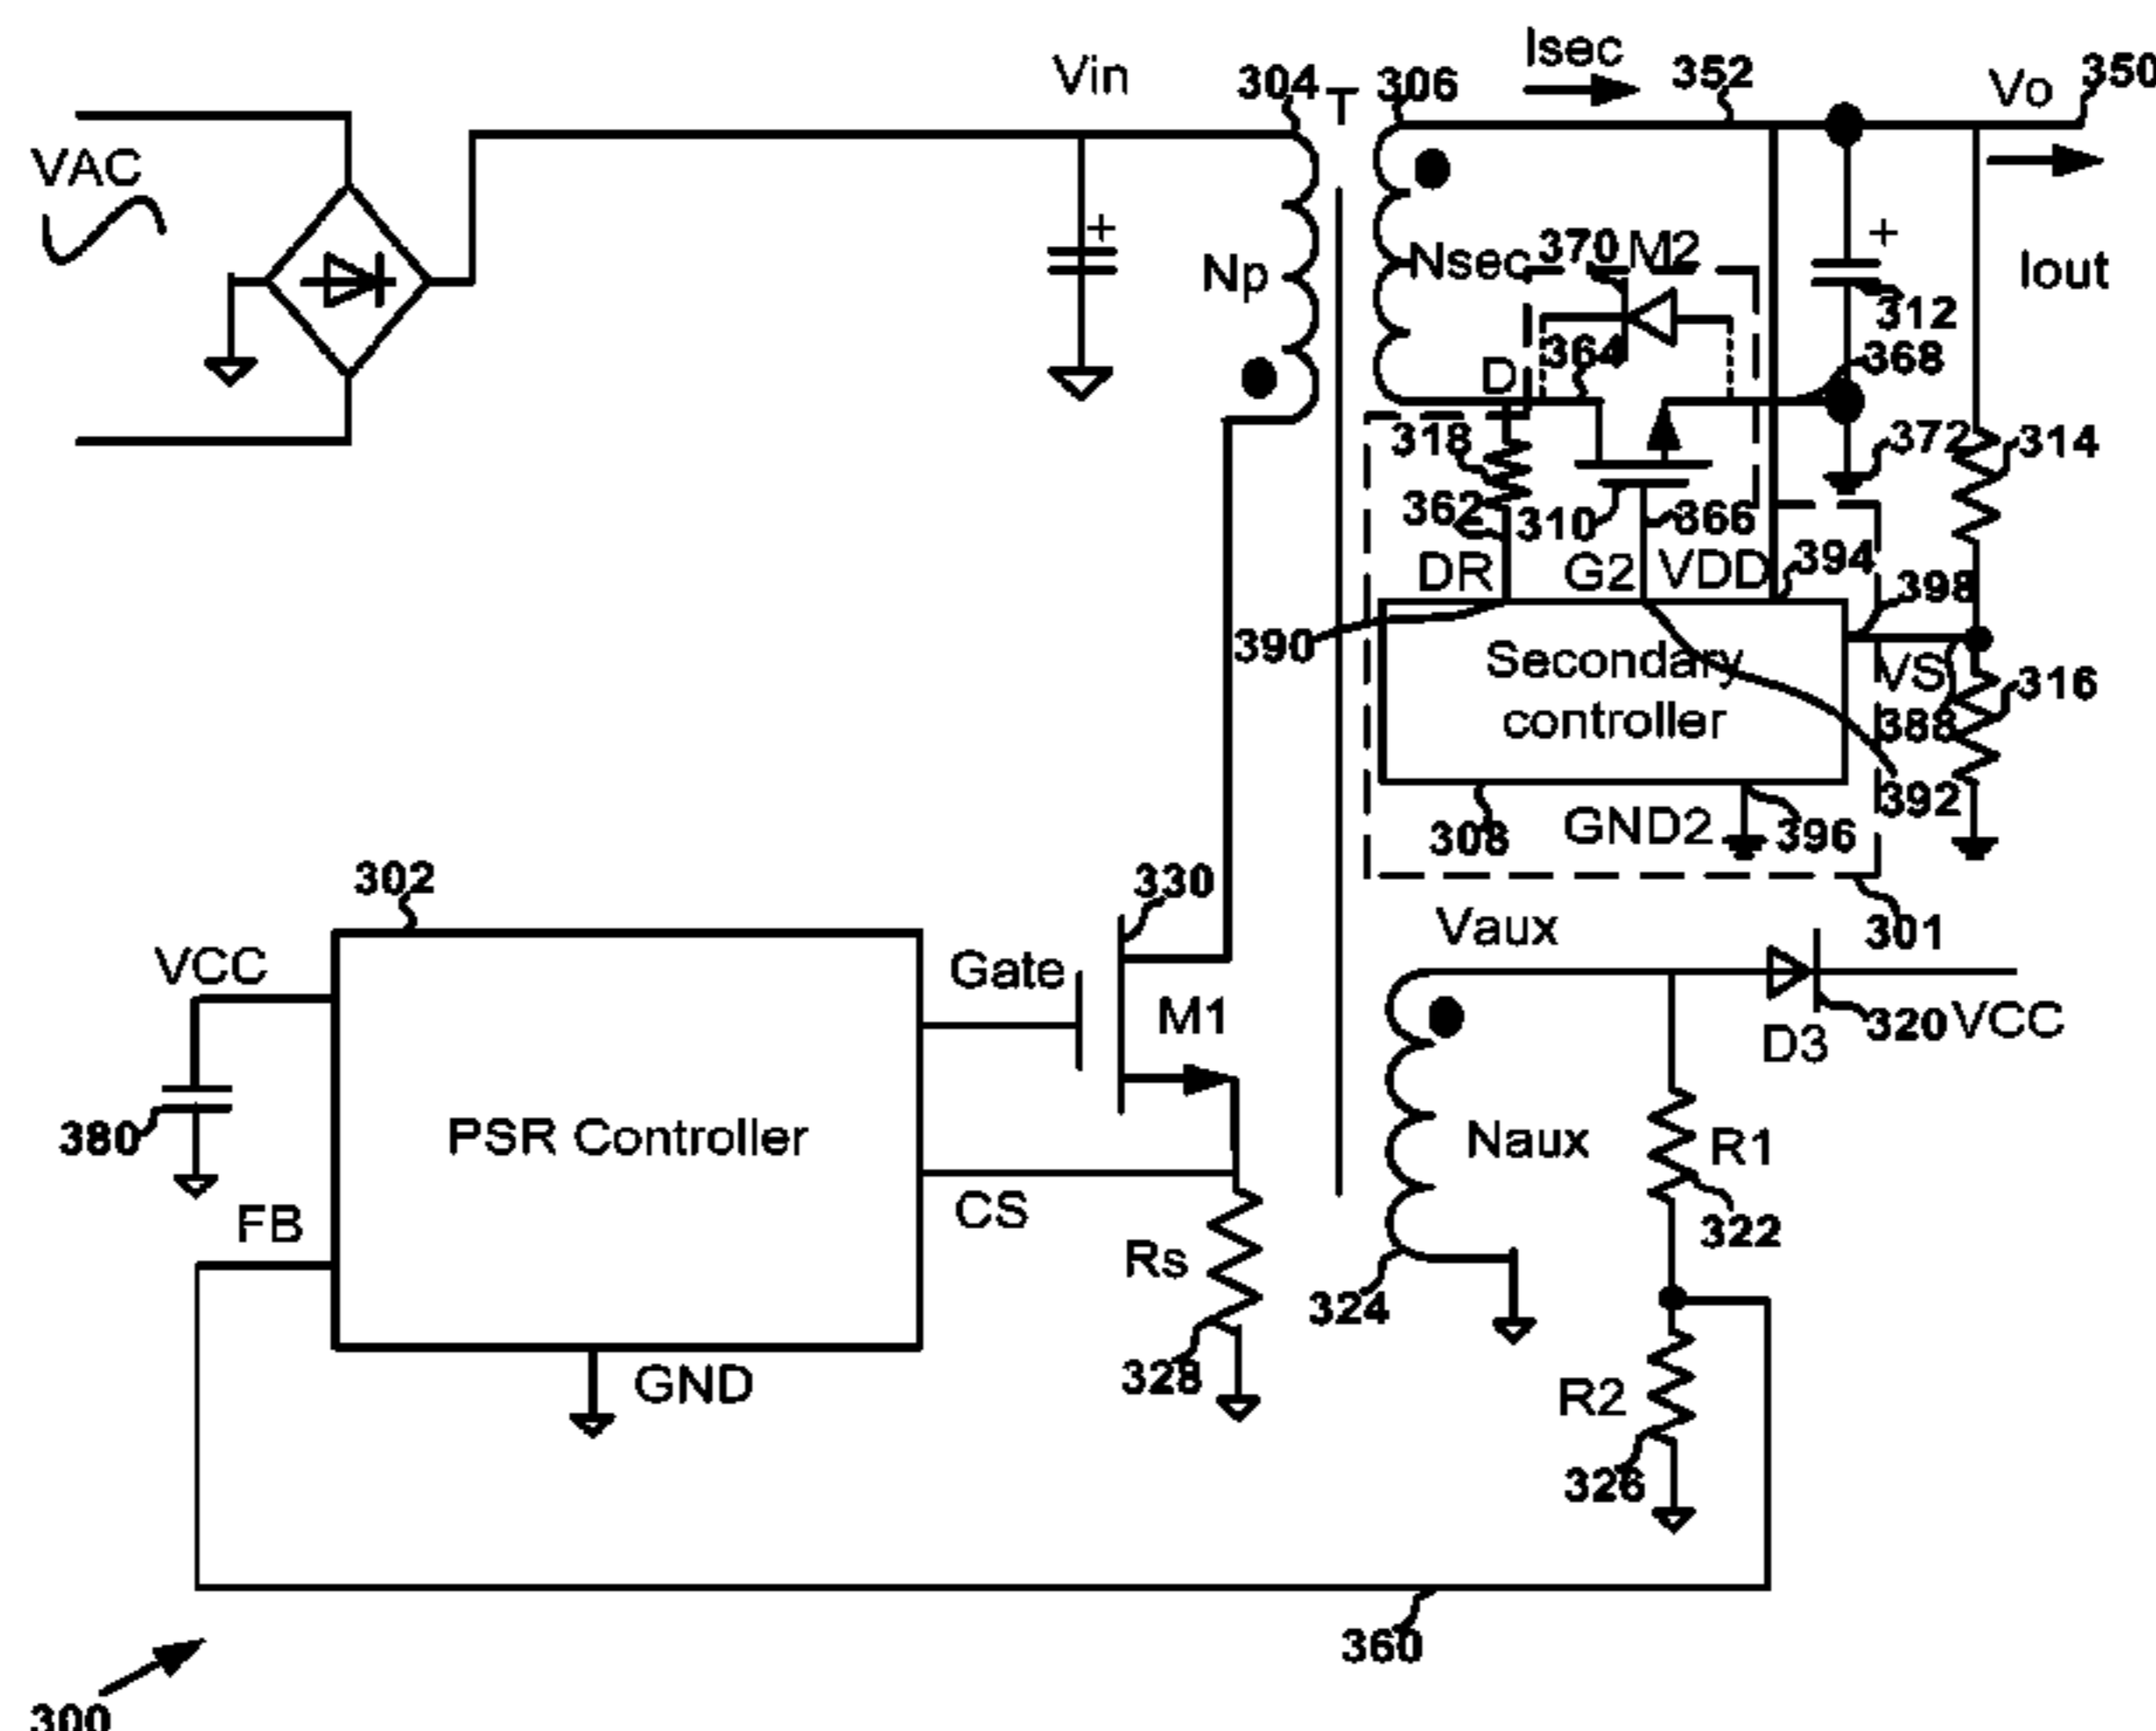 Isec
Vin
304
T
306
352
Vo
350
VAC
Np
Nsec
370
M2
Iout
312
364
368
D
318
372
314
362
310
366
DR
G2
VDD
394
398
390
Secondary
controller
VS
316
388
392
308
GND2
396
302
330
Vaux
301
VCC
Gate
M1
320
VCC
D3
380
PSR Controller
Naux
R1
FB
CS
322
Rs
324
328
GND
R2
326
360
300
+
+